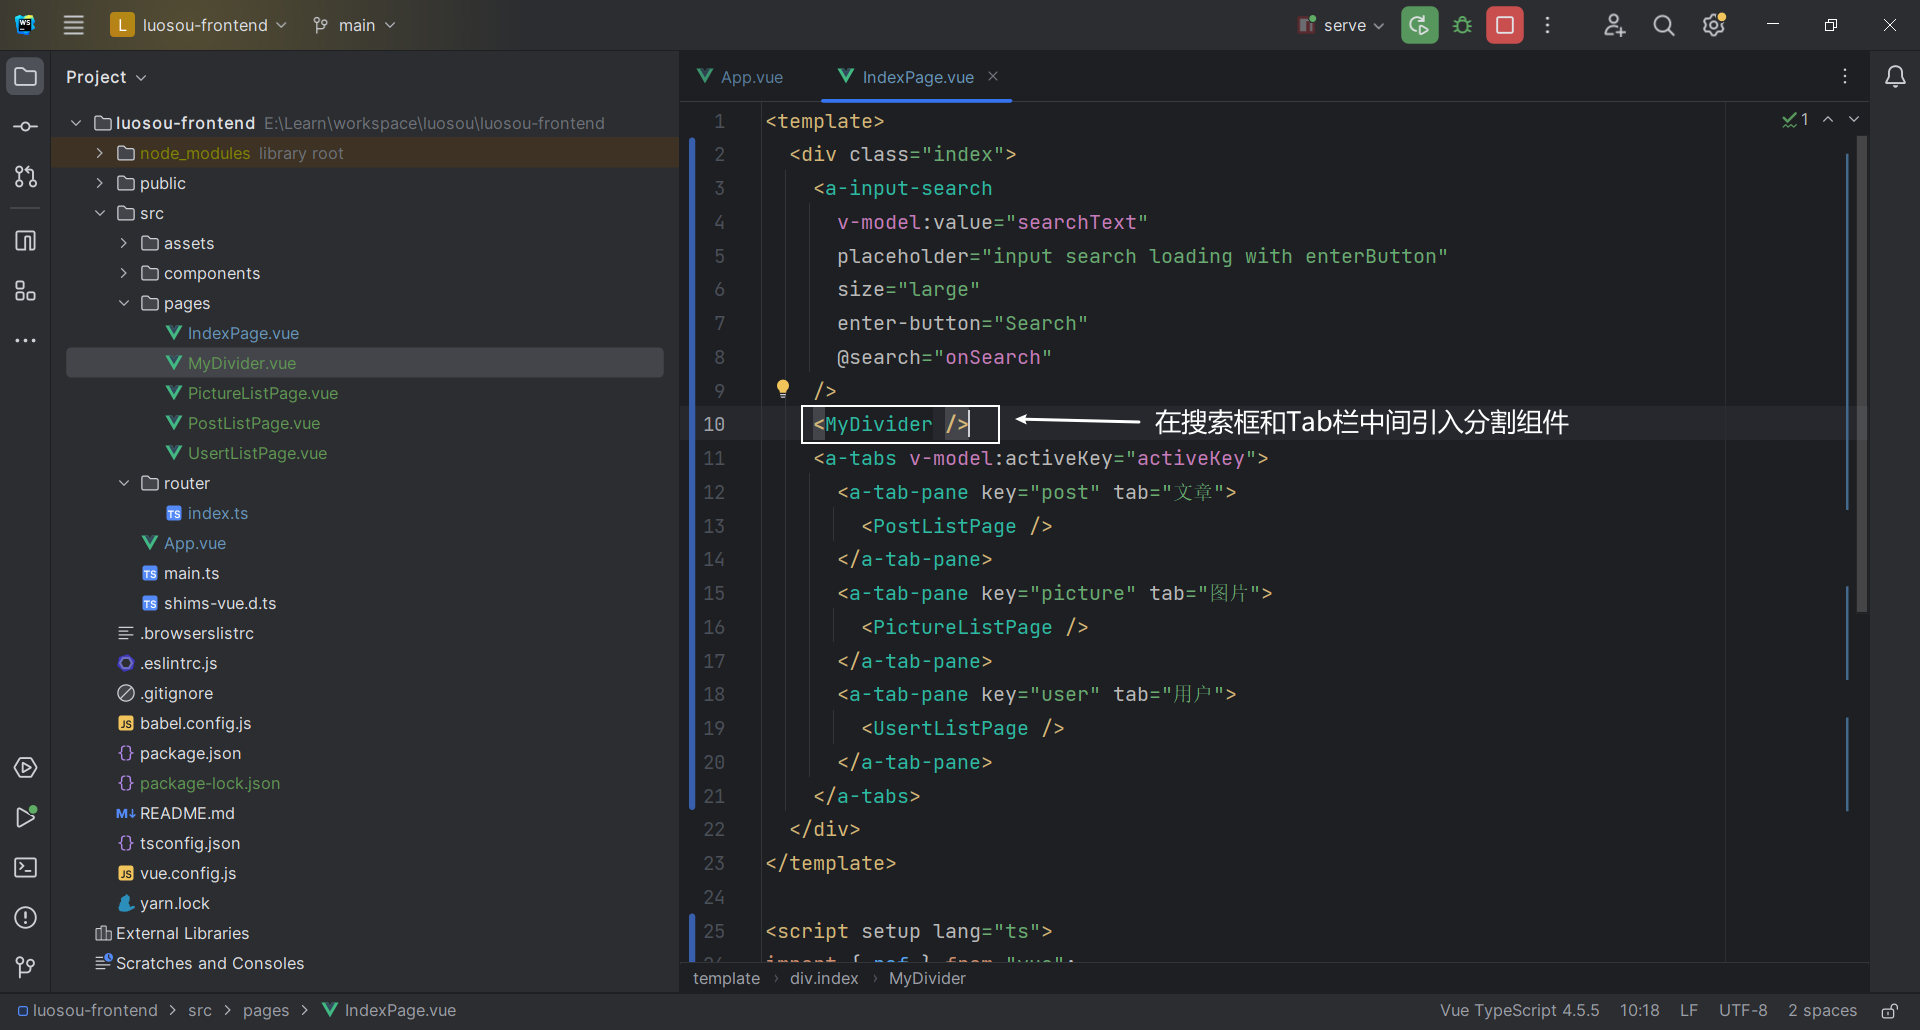 WS
L luosou-frontend main serve
Project
luosou-frontend E:\Learn\workspace\luosou\luosou-frontend
node_modules library root
public
src
assets
components
pages
IndexPage.vue
MyDivider.vue
PictureListPage.vue
PostListPage.vue
UsertListPage.vue
router
TS index.ts
App.vue
TS main.ts
TS shims-vue.d.ts
.browserslistrc
.eslintrc.js
.gitignore
JS babel.config.js
{} package.json
{} package-lock.json
M↓ README.md
{} tsconfig.json
JS vue.config.js
yarn.lock
External Libraries
Scratches and Consoles
App.vue IndexPage.vue
1
1 <template>
2 <div class="index">
3 <a-input-search
4 v-model:value="searchText"
5 placeholder="input search loading with enterButton"
6 size="large"
7 enter-button="Search"
8 @search="onSearch"
9 />
10 <MyDivider /> 在搜索框和Tab栏中间引入分割组件
11 <a-tabs v-model:activeKey="activeKey">
12 <a-tab-pane key="post" tab="文章">
13 <PostListPage />
14 </a-tab-pane>
15 <a-tab-pane key="picture" tab="图片">
16 <PictureListPage />
17 </a-tab-pane>
18 <a-tab-pane key="user" tab="用户">
19 <UsertListPage />
20 </a-tab-pane>
21 </a-tabs>
22 </div>
23 </template>
24
25 <script setup lang="ts">
26 import { ref } from "vue";
template › div.index › MyDivider
luosou-frontend > src > pages > IndexPage.vue
Vue TypeScript 4.5.5 10:18 LF UTF-8 2 spaces